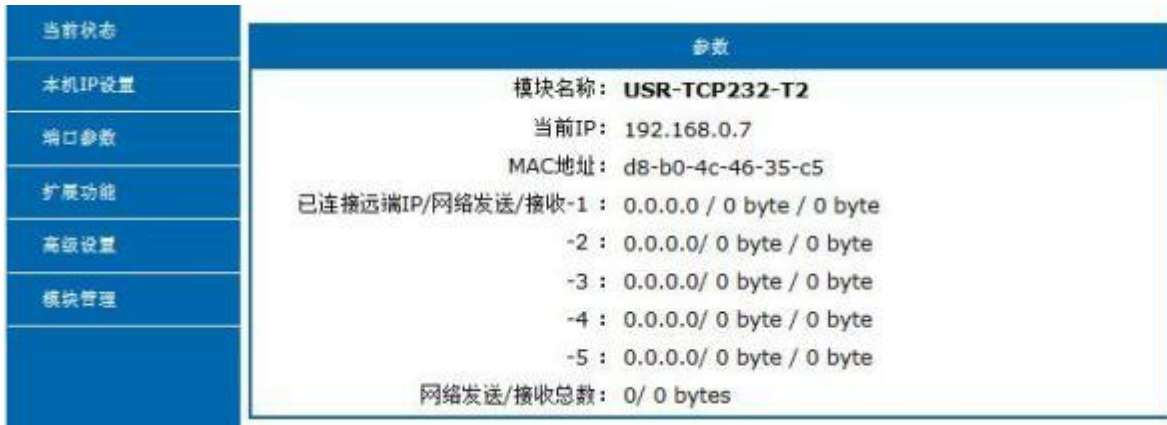 当前状态
本机IP设置
端口参数
扩展功能
高级设置
模块管理
参数
模块名称： USR-TCP232-T2
当前IP： 192.168.0.7
MAC地址： d8-b0-4c-46-35-c5
已连接远端IP/网络发送/接收-1 ： 0.0.0.0 / 0 byte / 0 byte
-2 ： 0.0.0.0/ 0 byte / 0 byte
-3 ： 0.0.0.0/ 0 byte / 0 byte
-4 ： 0.0.0.0/ 0 byte / 0 byte
-5 ： 0.0.0.0/ 0 byte / 0 byte
网络发送/接收总数： 0/ 0 bytes